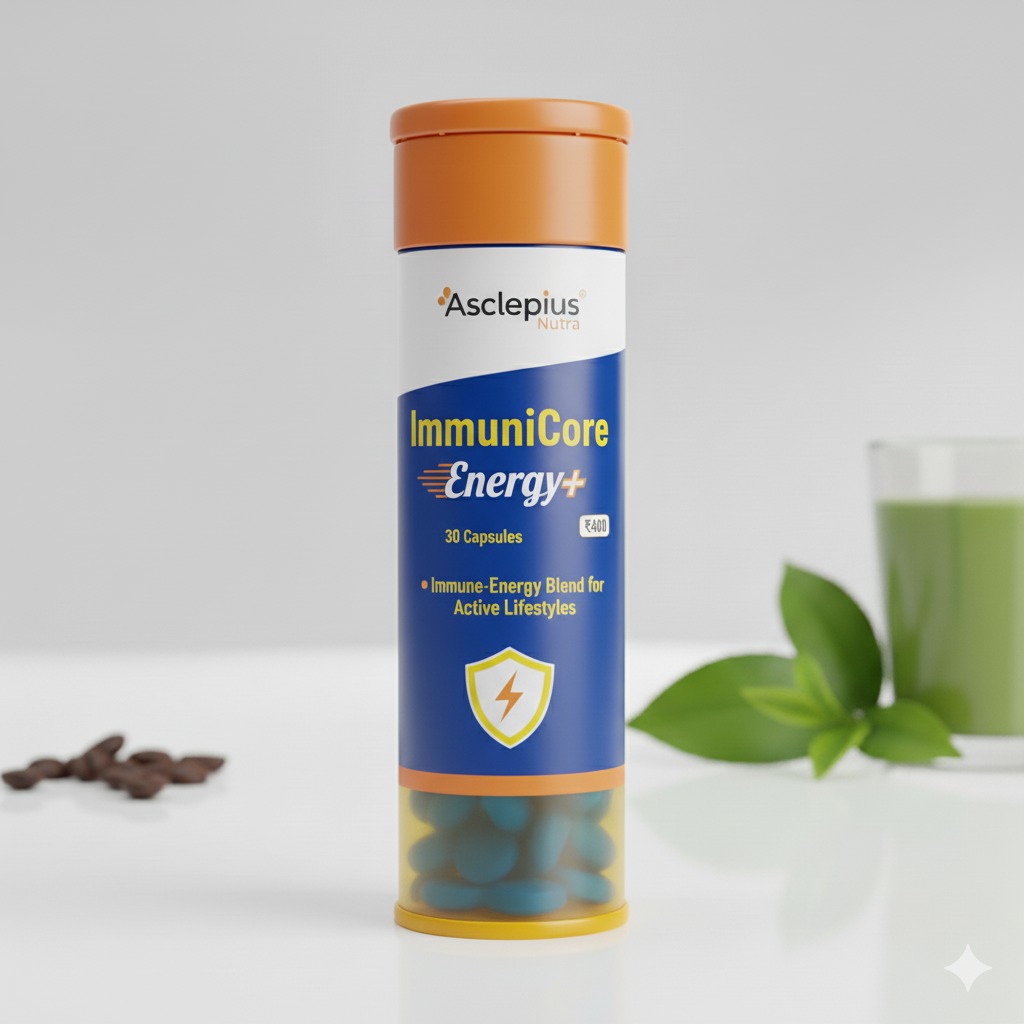 Asclepius®
Nutra
ImmuniCore
Energy+
₹400
30 Capsules
• Immune-Energy Blend for
Active Lifestyles